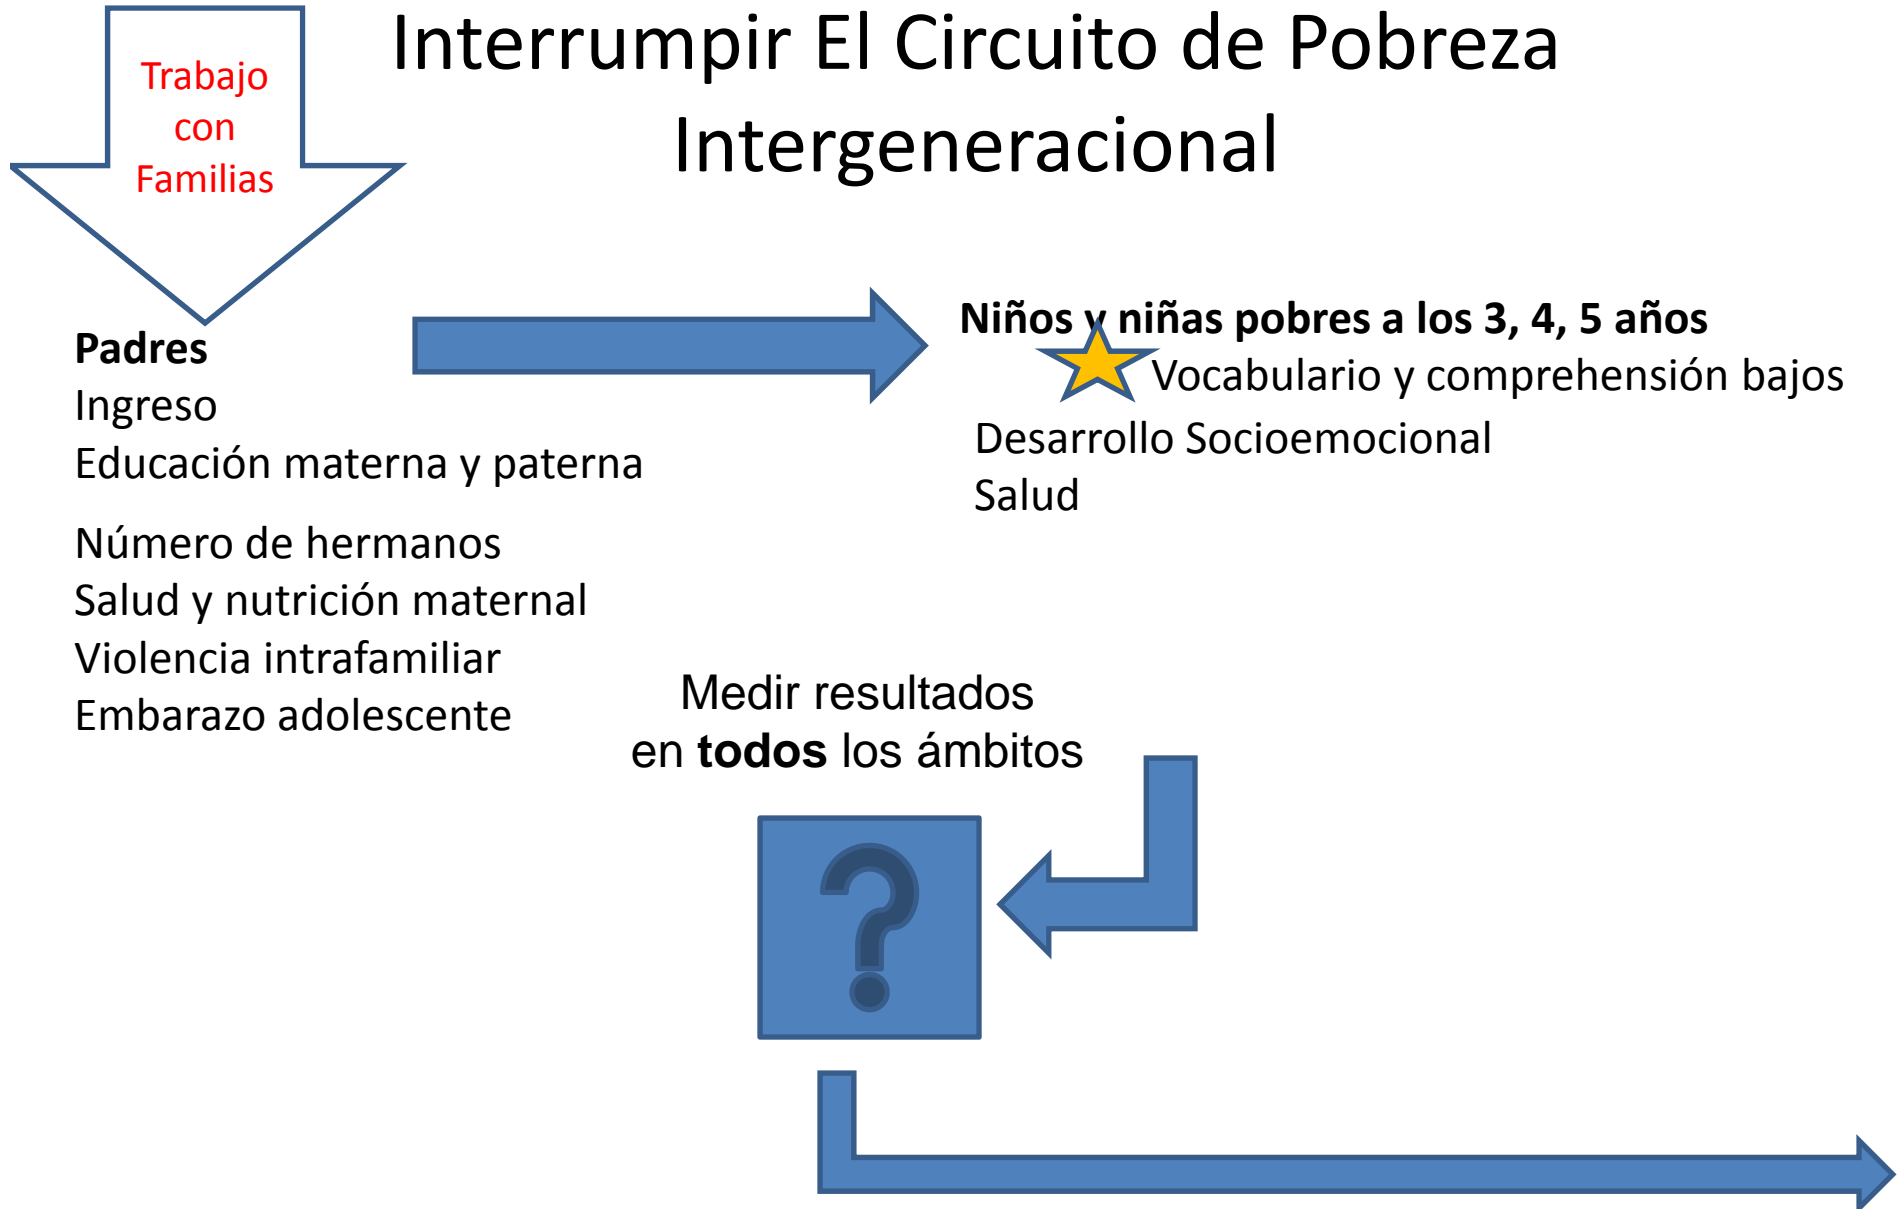 Interrumpir El Circuito de Pobreza
Intergeneracional
Trabajo
con
Familias
Padres
Ingreso
Educación materna y paterna
Número de hermanos
Salud y nutrición maternal
Violencia intrafamiliar
Embarazo adolescente
Niños y niñas pobres a los 3, 4, 5 años
Vocabulario y comprehensión bajos
Desarrollo Socioemocional
Salud
Medir resultados
en todos los ámbitos
?